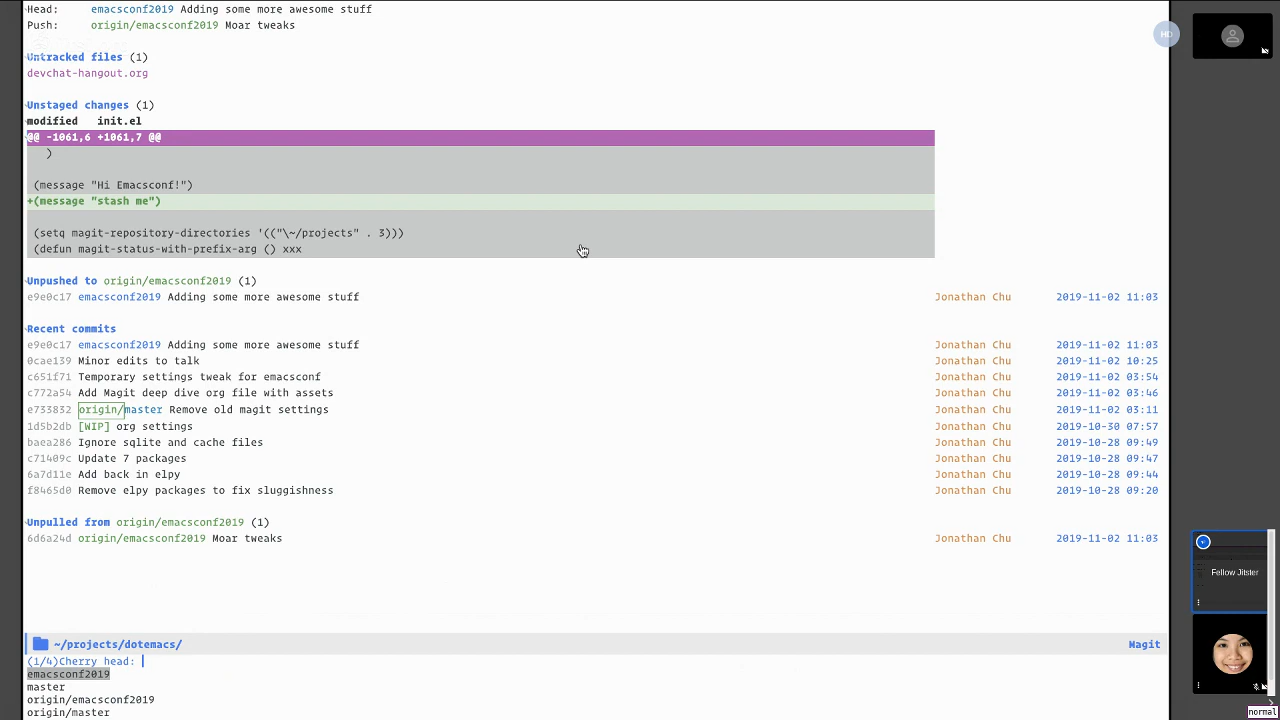 Head:     emacsconf2019 Adding some more awesome stuff
Push:     origin/emacsconf2019 Moar tweaks
HD
Untracked files (1)
devchat-hangout.org
Unstaged changes (1)
modified   init.el
@@ -1061,6 +1061,7 @@
   )
 (message "Hi Emacsconf!")
+(message "stash me")
 (setq magit-repository-directories '(("\~/projects" . 3)))
 (defun magit-status-with-prefix-arg () xxx
Unpushed to origin/emacsconf2019 (1)
e9e0c17 emacsconf2019 Adding some more awesome stuff Jonathan Chu 2019-11-02 11:03
Recent commits
e9e0c17 emacsconf2019 Adding some more awesome stuff Jonathan Chu 2019-11-02 11:03
0cae139 Minor edits to talk Jonathan Chu 2019-11-02 10:25
c651f71 Temporary settings tweak for emacsconf Jonathan Chu 2019-11-02 03:54
c772a54 Add Magit deep dive org file with assets Jonathan Chu 2019-11-02 03:46
e733832 origin/master Remove old magit settings Jonathan Chu 2019-11-02 03:11
1d5b2db [WIP] org settings Jonathan Chu 2019-10-30 07:57
baea286 Ignore sqlite and cache files Jonathan Chu 2019-10-28 09:49
c71409c Update 7 packages Jonathan Chu 2019-10-28 09:47
6a7d11e Add back in elpy Jonathan Chu 2019-10-28 09:44
f8465d0 Remove elpy packages to fix sluggishness Jonathan Chu 2019-10-28 09:20
Unpulled from origin/emacsconf2019 (1)
6d6a24d origin/emacsconf2019 Moar tweaks Jonathan Chu 2019-11-02 11:03
Fellow Jitster
~/projects/dotemacs/ Magit
(1/4)Cherry head:
emacsconf2019
master
origin/emacsconf2019
origin/master
normal